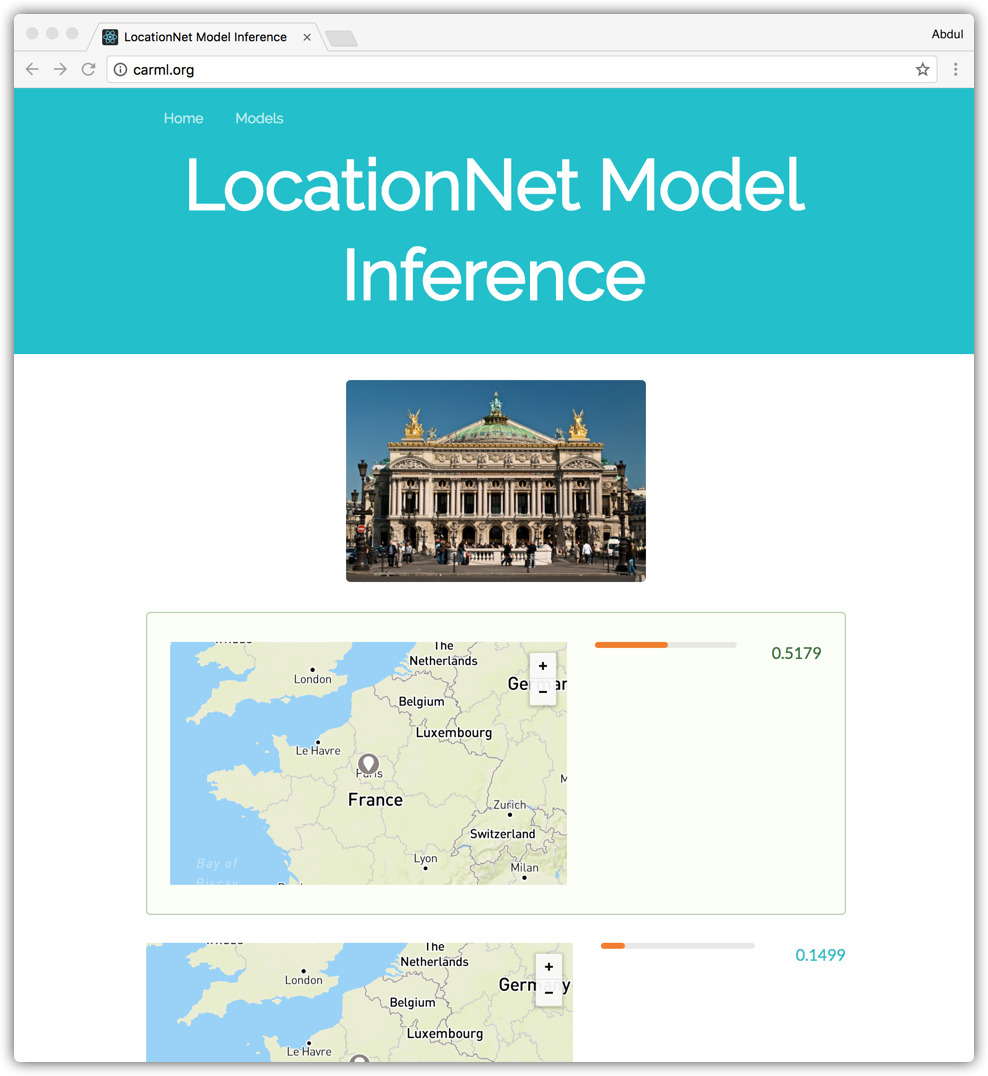 LocationNet Model Inference
Abdul
carml.org
Home Models
LocationNet Model
Inference
The
Netherlands
London
German
Belgium
Luxembourg
Le Havre
Paris
France
Zurich
Switzerland
Lyon
Milan
Bay of
Biscay
+
−
0.5179
The
Netherlands
London
Germany
Belgium
Luxembourg
Le Havre
+
−
0.1499